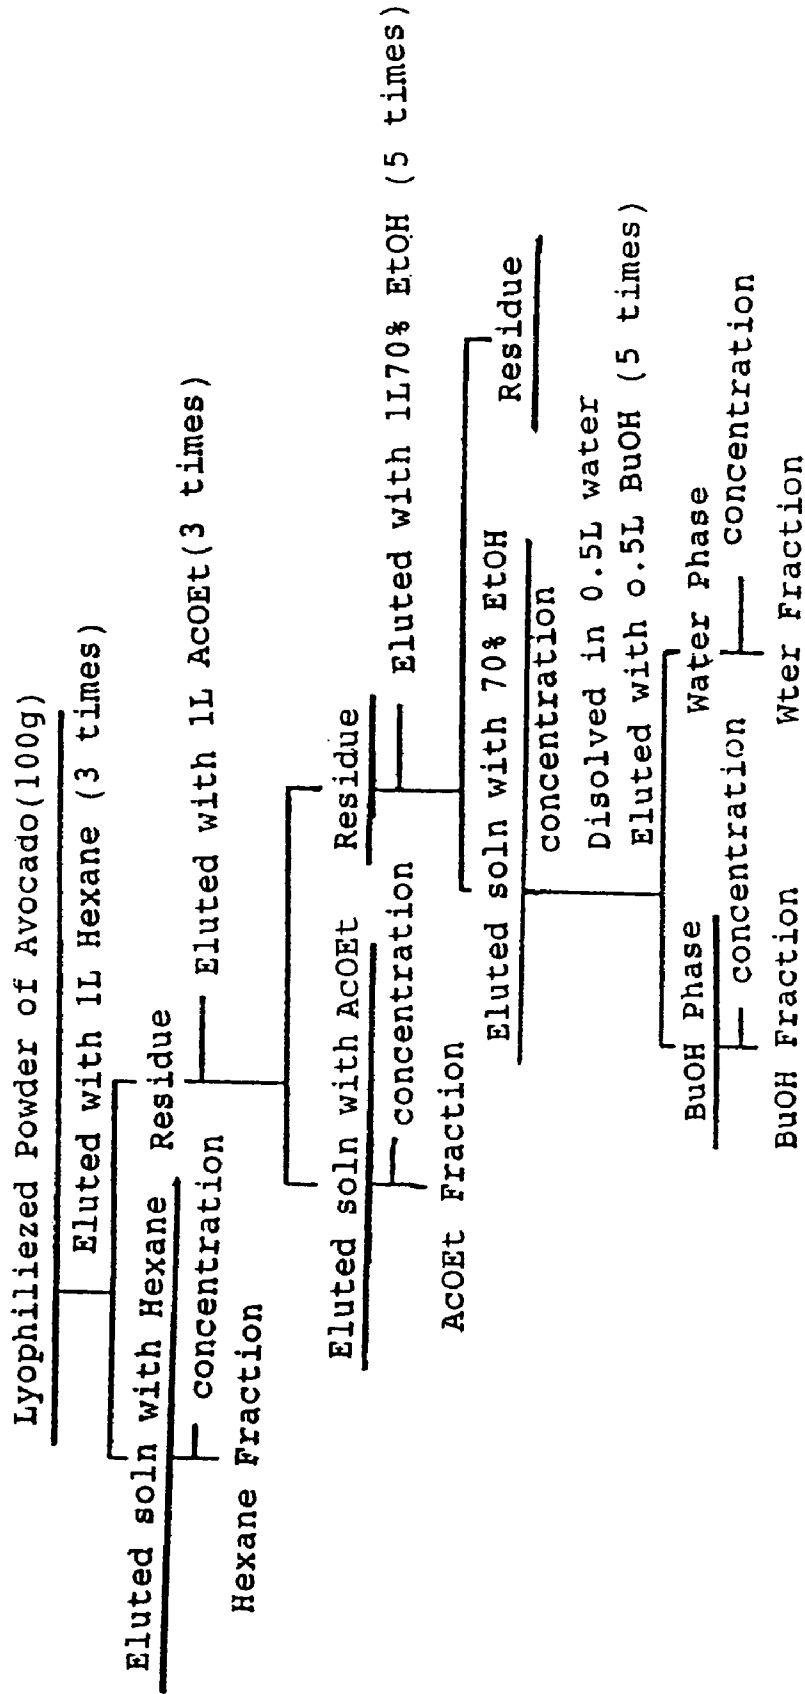 Lyophiliezed Powder of Avocado(100g)
Eluted with 1L Hexane (3 times)
Eluted soln with Hexane
Residue
concentration
Eluted with 1L AcOEt(3 times)
Hexane Fraction
Eluted soln with AcOEt
Residue
concentration
Eluted with 1L70% EtOH (5 times)
AcOEt Fraction
Eluted soln with 70% EtOH
Residue
concentration
Disolved in 0.5L water
Eluted with o.5L BuOH (5 times)
BuOH Phase
Water Phase
concentration
concentration
BuOH Fraction
Wter Fraction